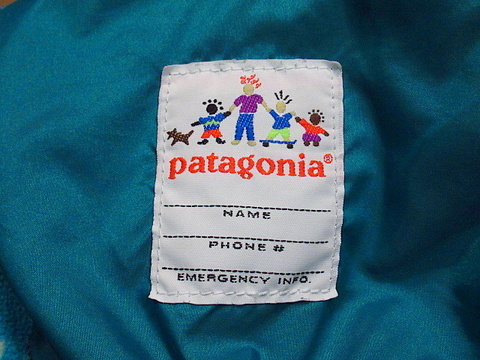 patagonia®
NAME
PHONE #
EMERGENCY INFO.